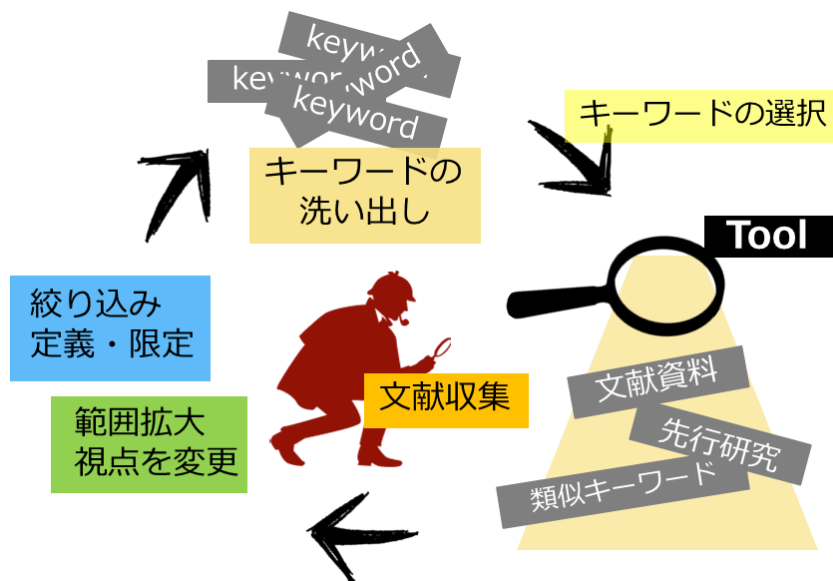 keyword
keyword
keyword
keyword
キーワードの
洗い出し
キーワードの選択
Tool
文献資料
先行研究
類似キーワード
文献収集
絞り込み
定義・限定
範囲拡大
視点を変更